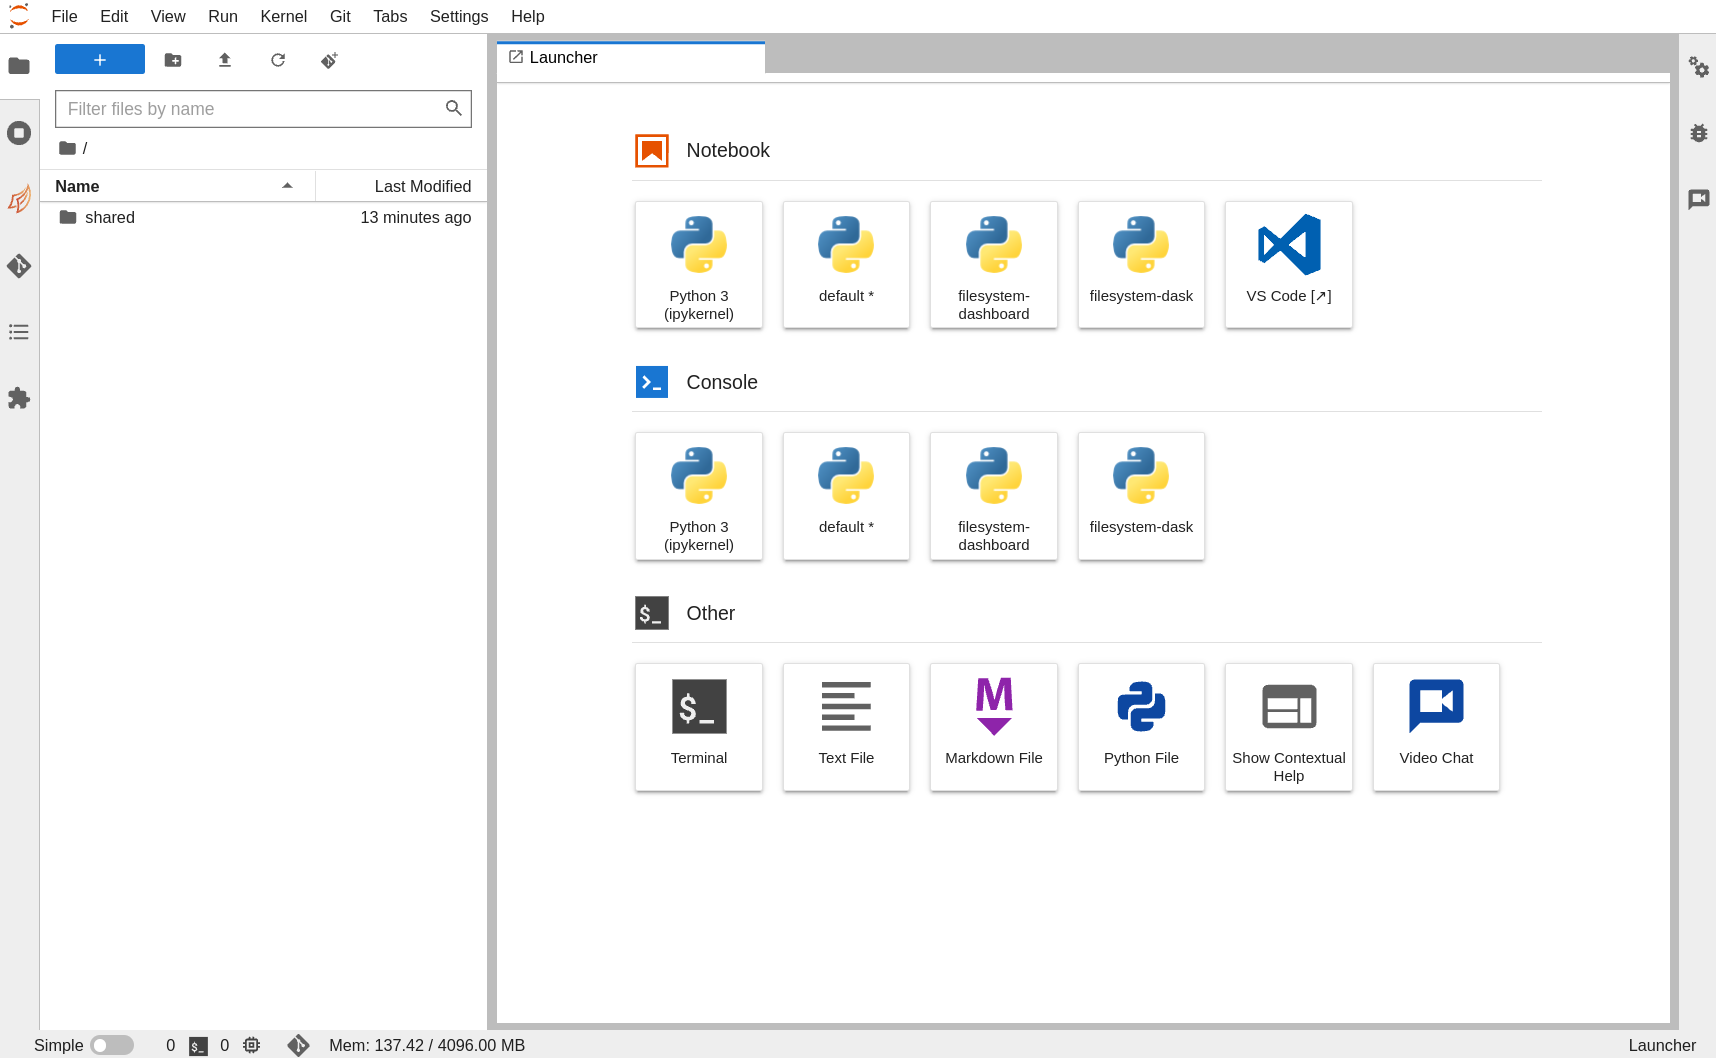 File Edit View Run Kernel Git Tabs Settings Help
Launcher
Filter files by name
/
Name Last Modified
shared 13 minutes ago
Notebook
Python 3
(ipykernel)
default *
filesystem-
dashboard
filesystem-dask
VS Code [↗]
Console
Python 3
(ipykernel)
default *
filesystem-
dashboard
filesystem-dask
$_ Other
$_
Terminal
Text File
M
Markdown File
Python File
Show Contextual
Help
Video Chat
Simple 0 $_ 0 Mem: 137.42 / 4096.00 MB Launcher